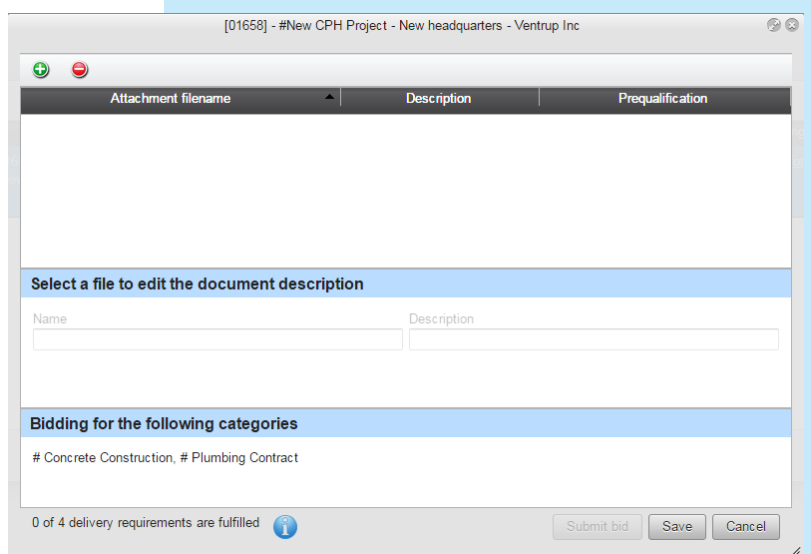 [01658] - #New CPH Project - New headquarters - Ventrup Inc
Attachment filename Description Prequalification
Select a file to edit the document description
Name Description
Bidding for the following categories
# Concrete Construction, # Plumbing Contract
0 of 4 delivery requirements are fulfilled Submit bid Save Cancel